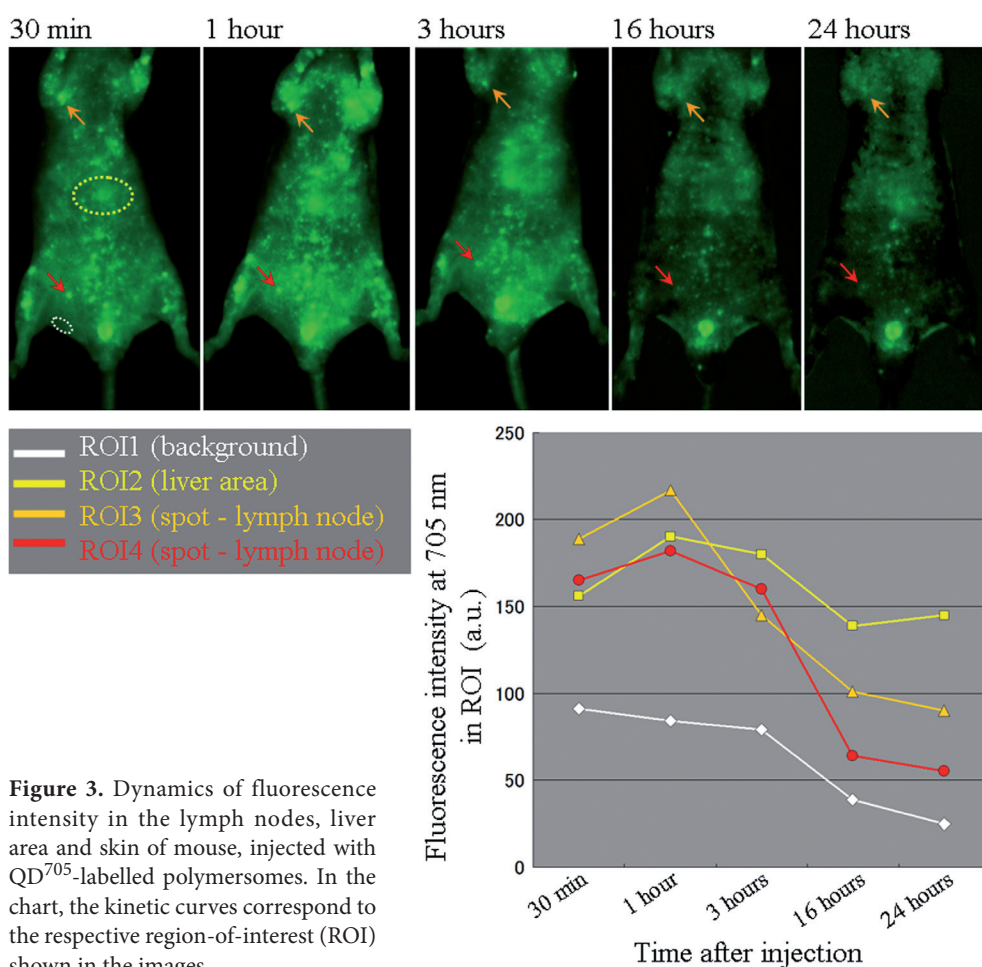 30 min 1 hour 3 hours 16 hours 24 hours
ROI1 (background)
ROI2 (liver area)
ROI3 (spot - lymph node)
ROI4 (spot - lymph node)
Figure 3. Dynamics of fluorescence
intensity in the lymph nodes, liver
area and skin of mouse, injected with
QD⁷⁰⁵-labelled polymersomes. In the
chart, the kinetic curves correspond to
the respective region-of-interest (ROI)
shown in the images
Fluorescence intensity at 705 nm
in ROI (a.u.)
250
200
150
100
50
0
30 min 1 hour 3 hours 16 hours 24 hours
Time after injection